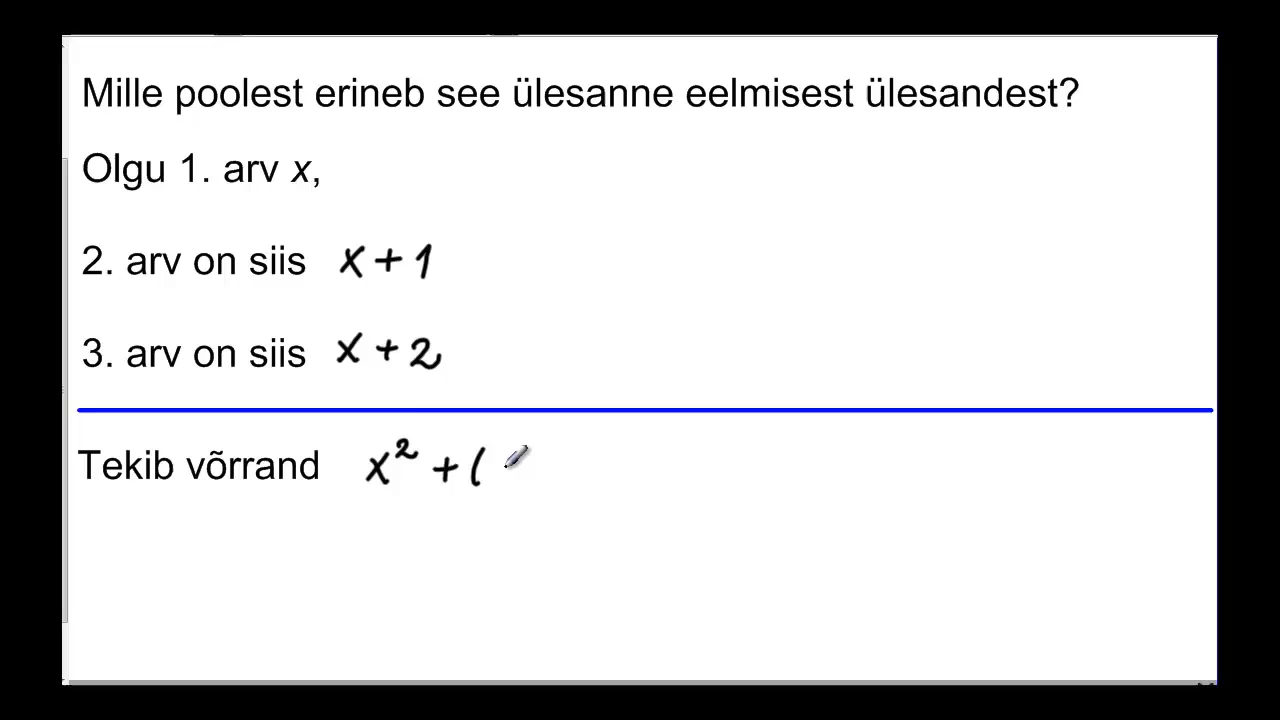 Mille poolest erineb see ülesanne eelmisest ülesandest?
Olgu 1. arv x,
2. arv on siis x + 1
3. arv on siis x + 2
Tekib võrrand x² + (